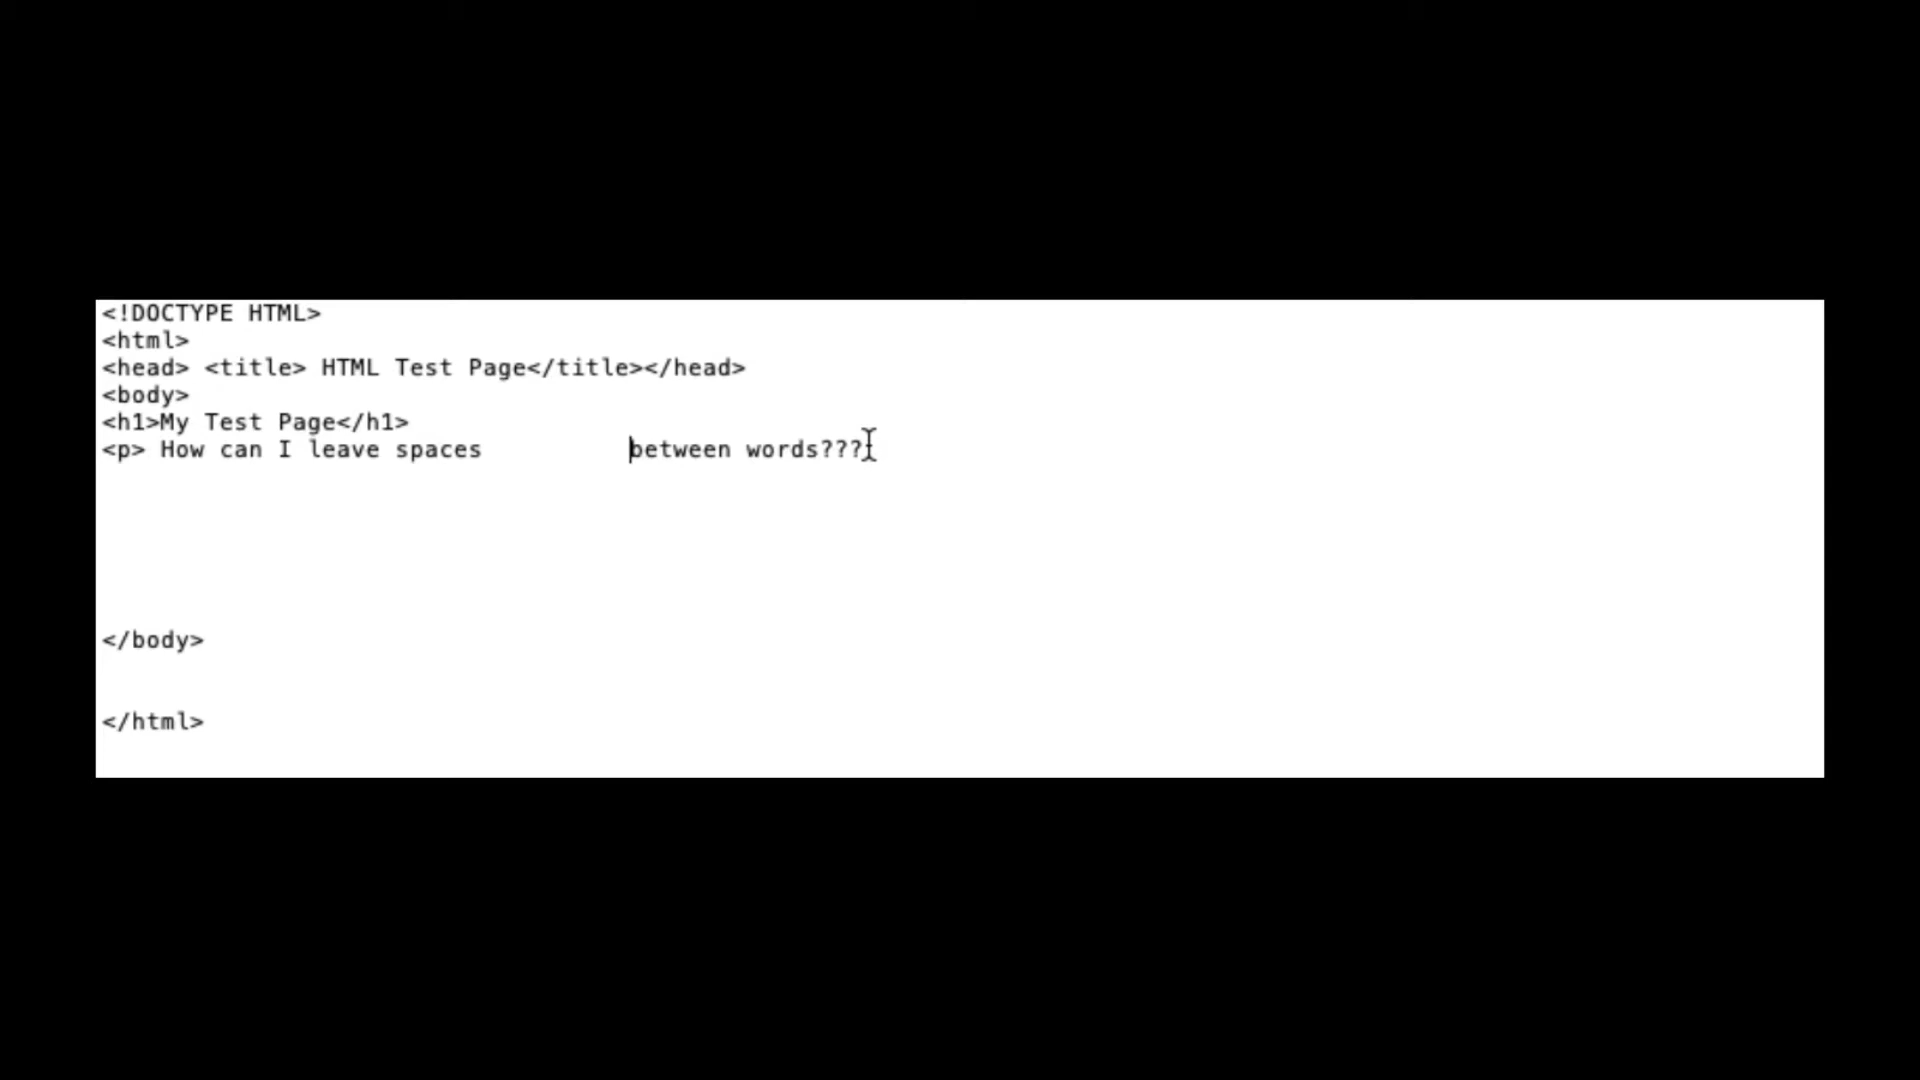 <!DOCTYPE HTML>
<html>
<head> <title> HTML Test Page</title></head>
<body>
<h1>My Test Page</h1>
<p> How can I leave spaces          between words???
</body>
</html>